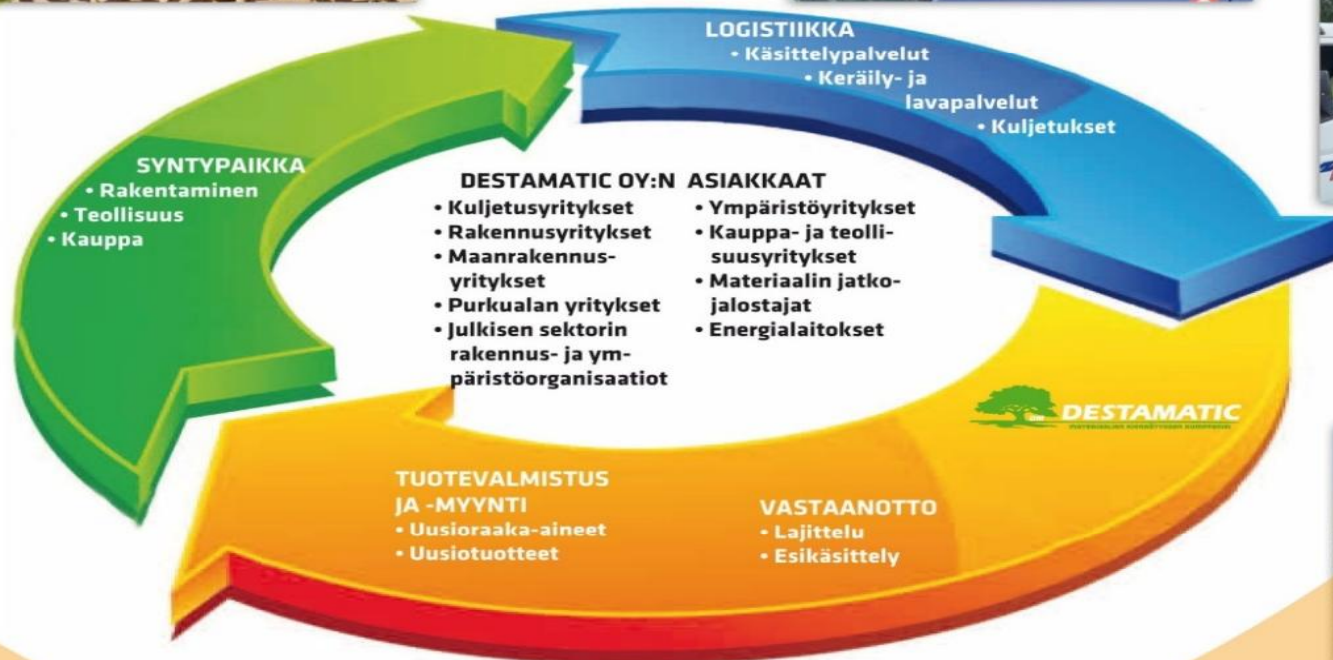 LOGISTIIKKA
• Käsittelypalvelut
• Keräily- ja
lavapalvelut
• Kuljetukset
SYNTYPAIKKA
• Rakentaminen
• Teollisuus
• Kauppa
DESTAMATIC OY:N ASIAKKAAT
• Kuljetusyritykset
• Rakennusyritykset
• Maanrakennus-
yritykset
• Purkualan yritykset
• Julkisen sektorin
rakennus- ja ym-
päristöorganisaatiot
• Ympäristöyritykset
• Kauppa- ja teolli-
suusyritykset
• Materiaalin jatko-
jalostajat
• Energialaitokset
DESTAMATIC
TUOTEVALMISTUS
JA -MYYNTI
• Uusioraaka-aineet
• Uusiotuotteet
VASTAANOTTO
• Lajittelu
• Esikäsittely